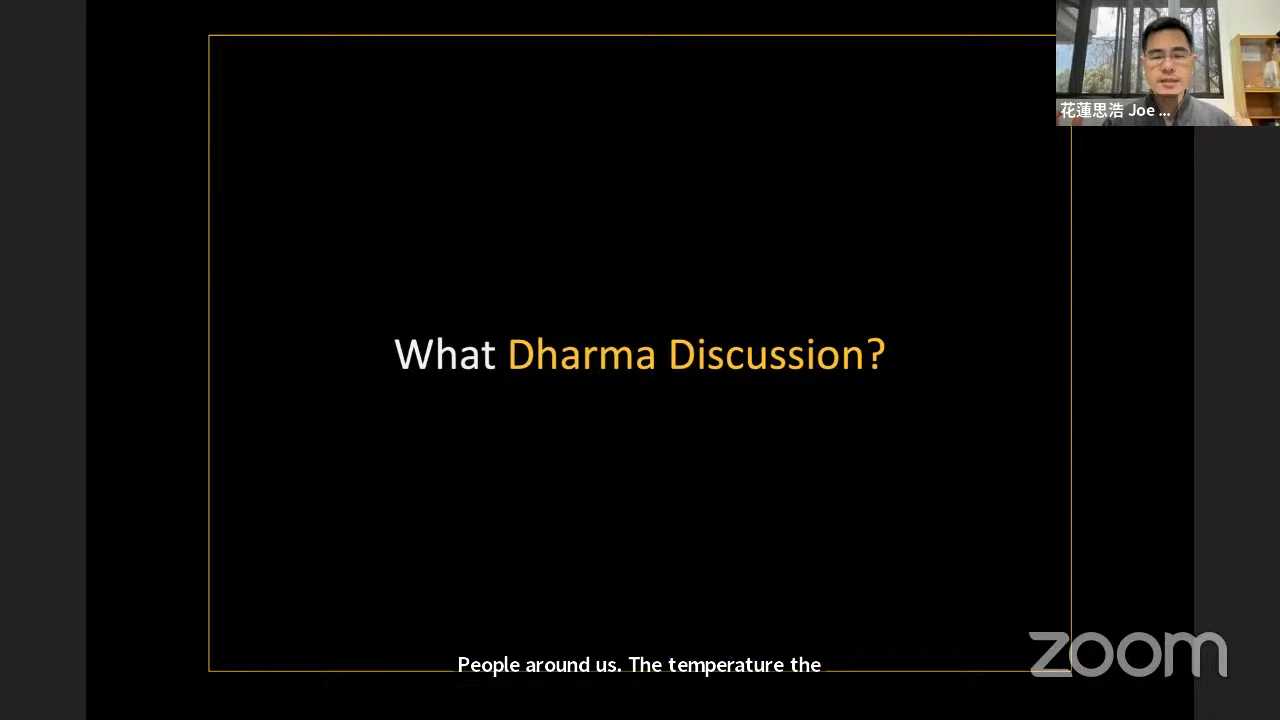 花蓮思浩 Joe ...
What Dharma Discussion?
People around us. The temperature the
zoom